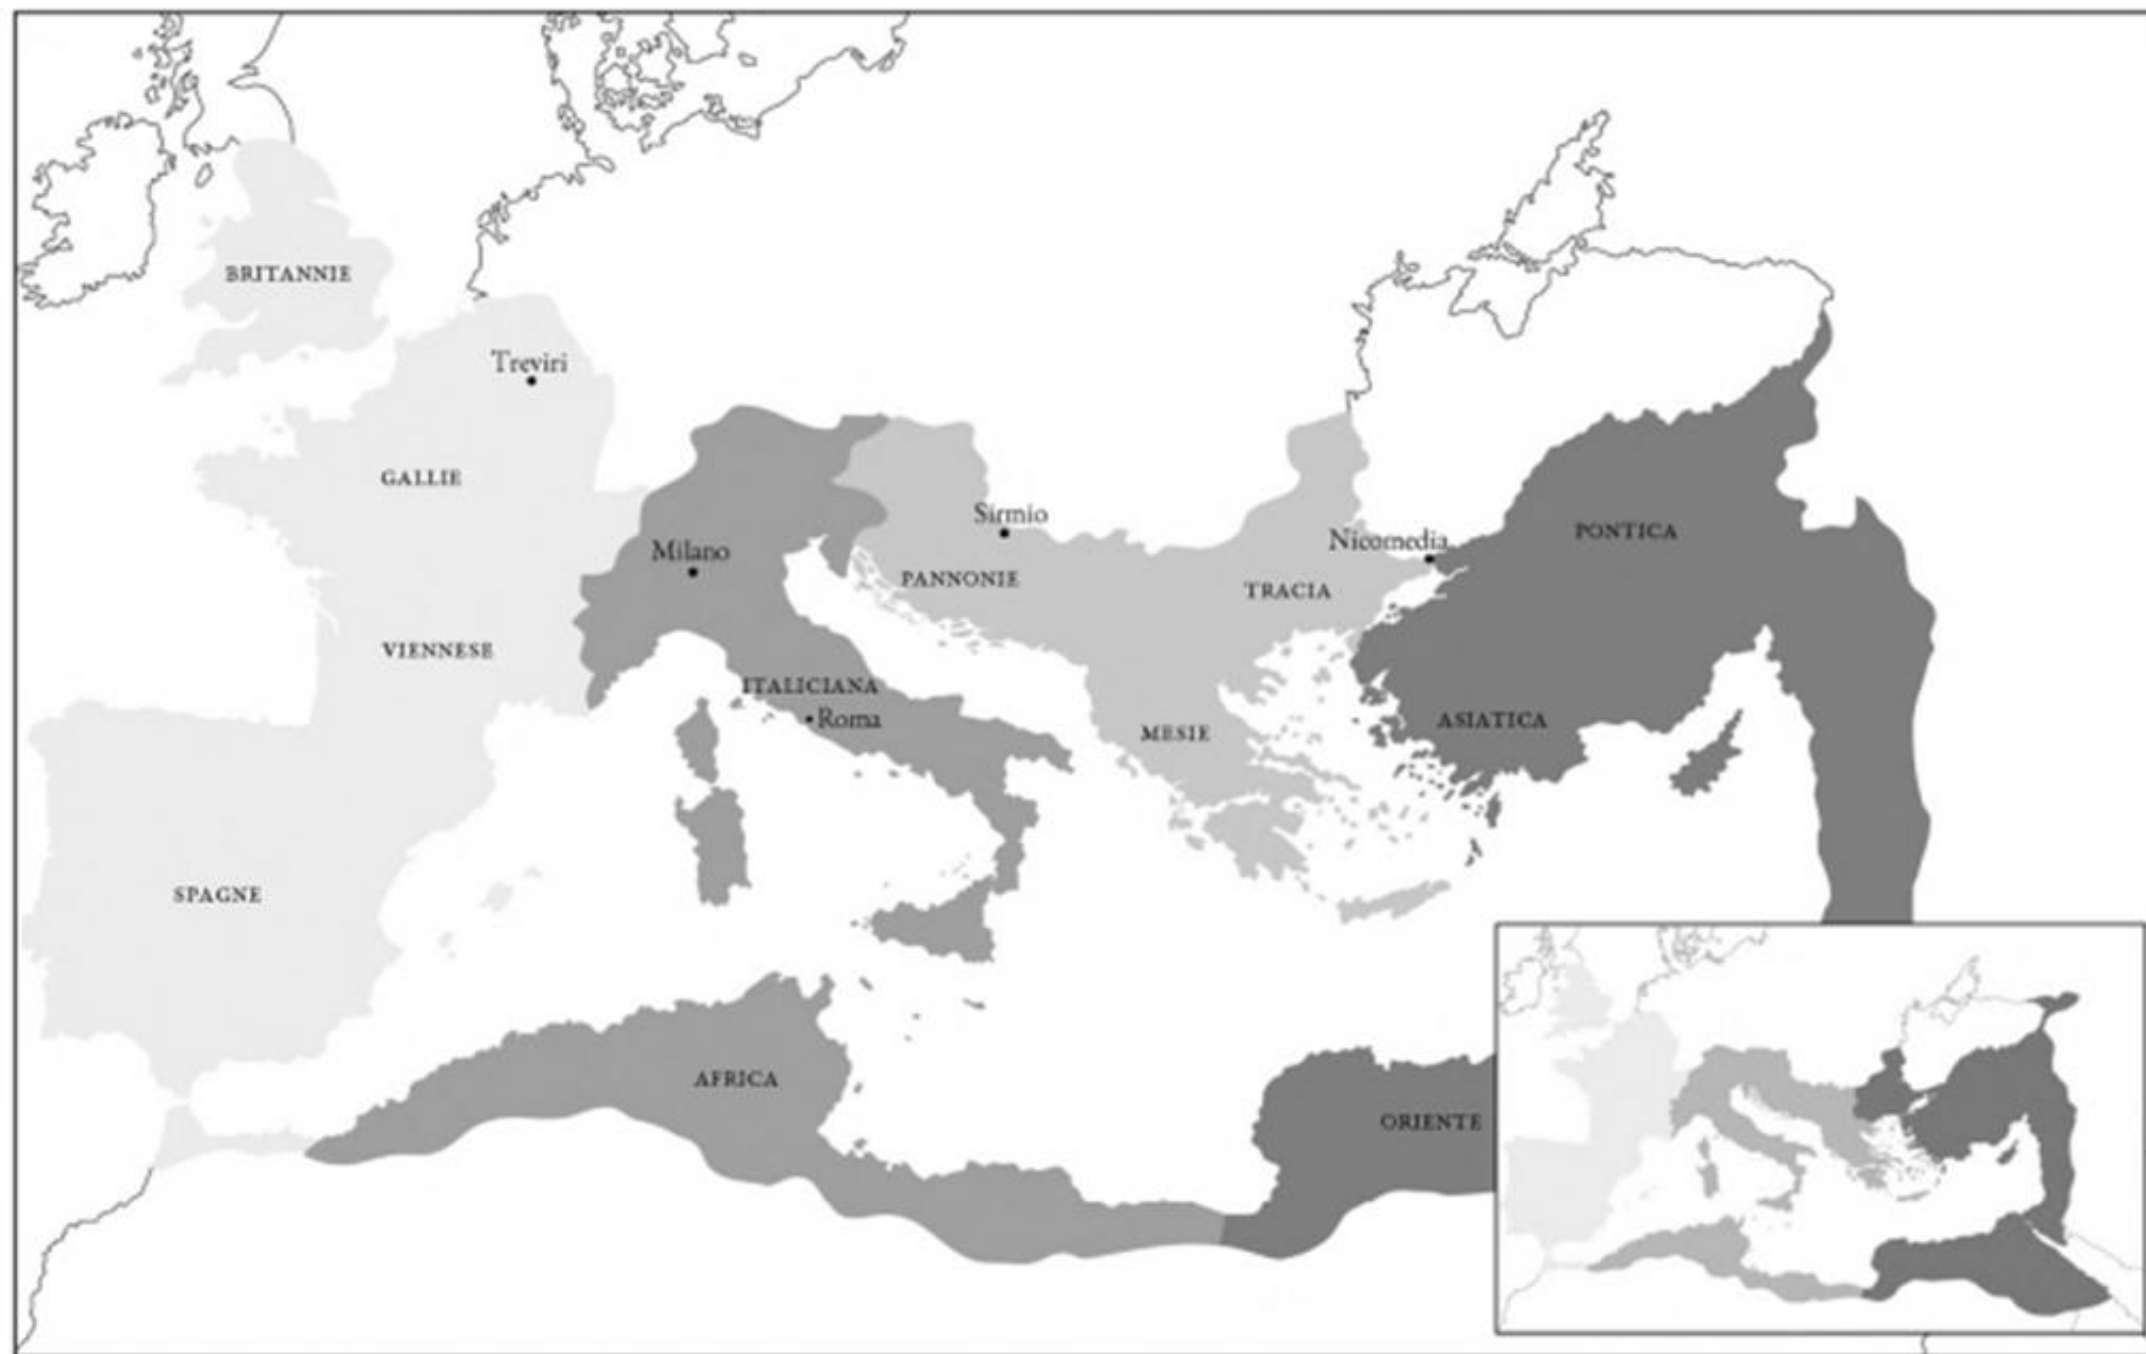 BRITANNIE
Treviri
GALLIE
Sirmio
Nicomedia
PONTICA
Milano
PANNONIE
TRACIA
VIENNESE
ITALICIANA
Roma
ASIATICA
MESIE
SPAGNE
AFRICA
ORIENTE